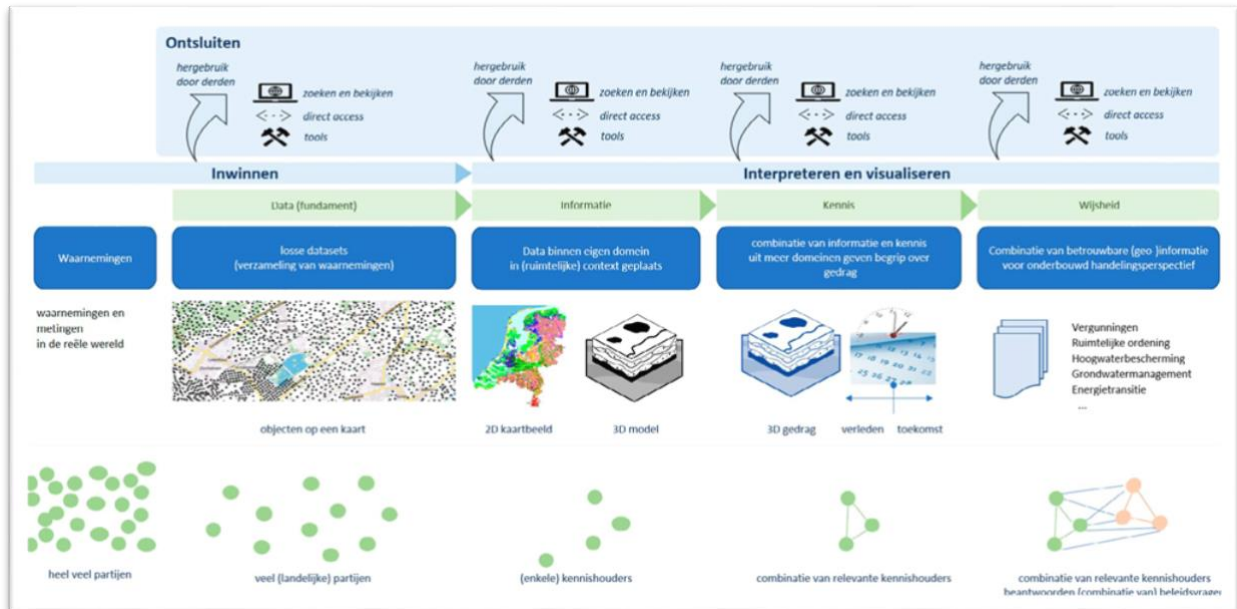 Ontsluiten
hergebruik
door derden
zoeken en bekijken
direct access
tools
hergebruik
door derden
zoeken en bekijken
direct access
tools
hergebruik
door derden
zoeken en bekijken
direct access
tools
hergebruik
door derden
zoeken en bekijken
direct access
tools
Inwinnen
Interpreteren en visualiseren
Data (fundament)
Informatie
Kennis
Wijsheid
Waarnemingen
losse datasets
(verzameling van waarnemingen)
Data binnen eigen domein
in (ruimtelijke) context geplaats
combinatie van informatie en kennis
uit meer domeinen geven begrip over
gedrag
Combinatie van betrouwbare (geo )informatie
voor onderbouwd handelingsperspectief
waarnemingen en
metingen
in de reële wereld
objecten op een kaart
2D kaartbeeld
3D model
3D gedrag
verleden
toekomst
Vergunningen
Ruimtelijke ordening
Hoogwaterbescherming
Grondwatermanagement
Energietransitie
...
heel veel partijen
veel (landelijke) partijen
(enkele) kennishouders
combinatie van relevante kennishouders
combinatie van relevante kennishouders
beantwoorden (combinatie van) beleidsvragen